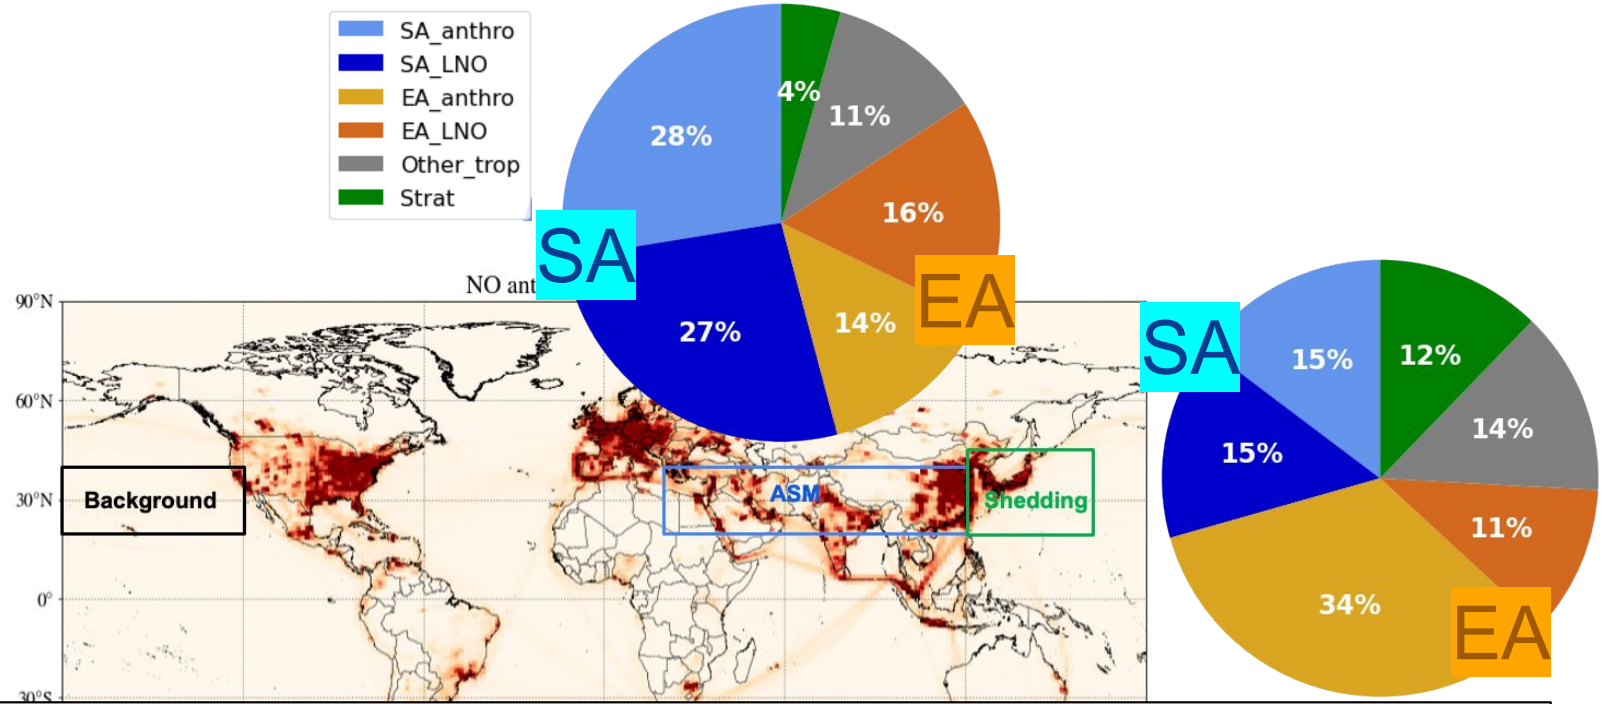 SA_anthro
SA_LNO
EA_anthro
EA_LNO
Other_trop
Strat
4%
11%
28%
16%
SA
EA
27%
14%
NO ant
90°N
60°N
30°N
0°
30°S
Background
ASM
Shedding
SA
15%
12%
14%
15%
11%
34%
EA